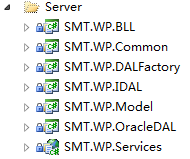 Server
SMT.WP.BLL
SMT.WP.Common
SMT.WP.DALFactory
SMT.WP.IDAL
SMT.WP.Model
SMT.WP.OracleDAL
SMT.WP.Services